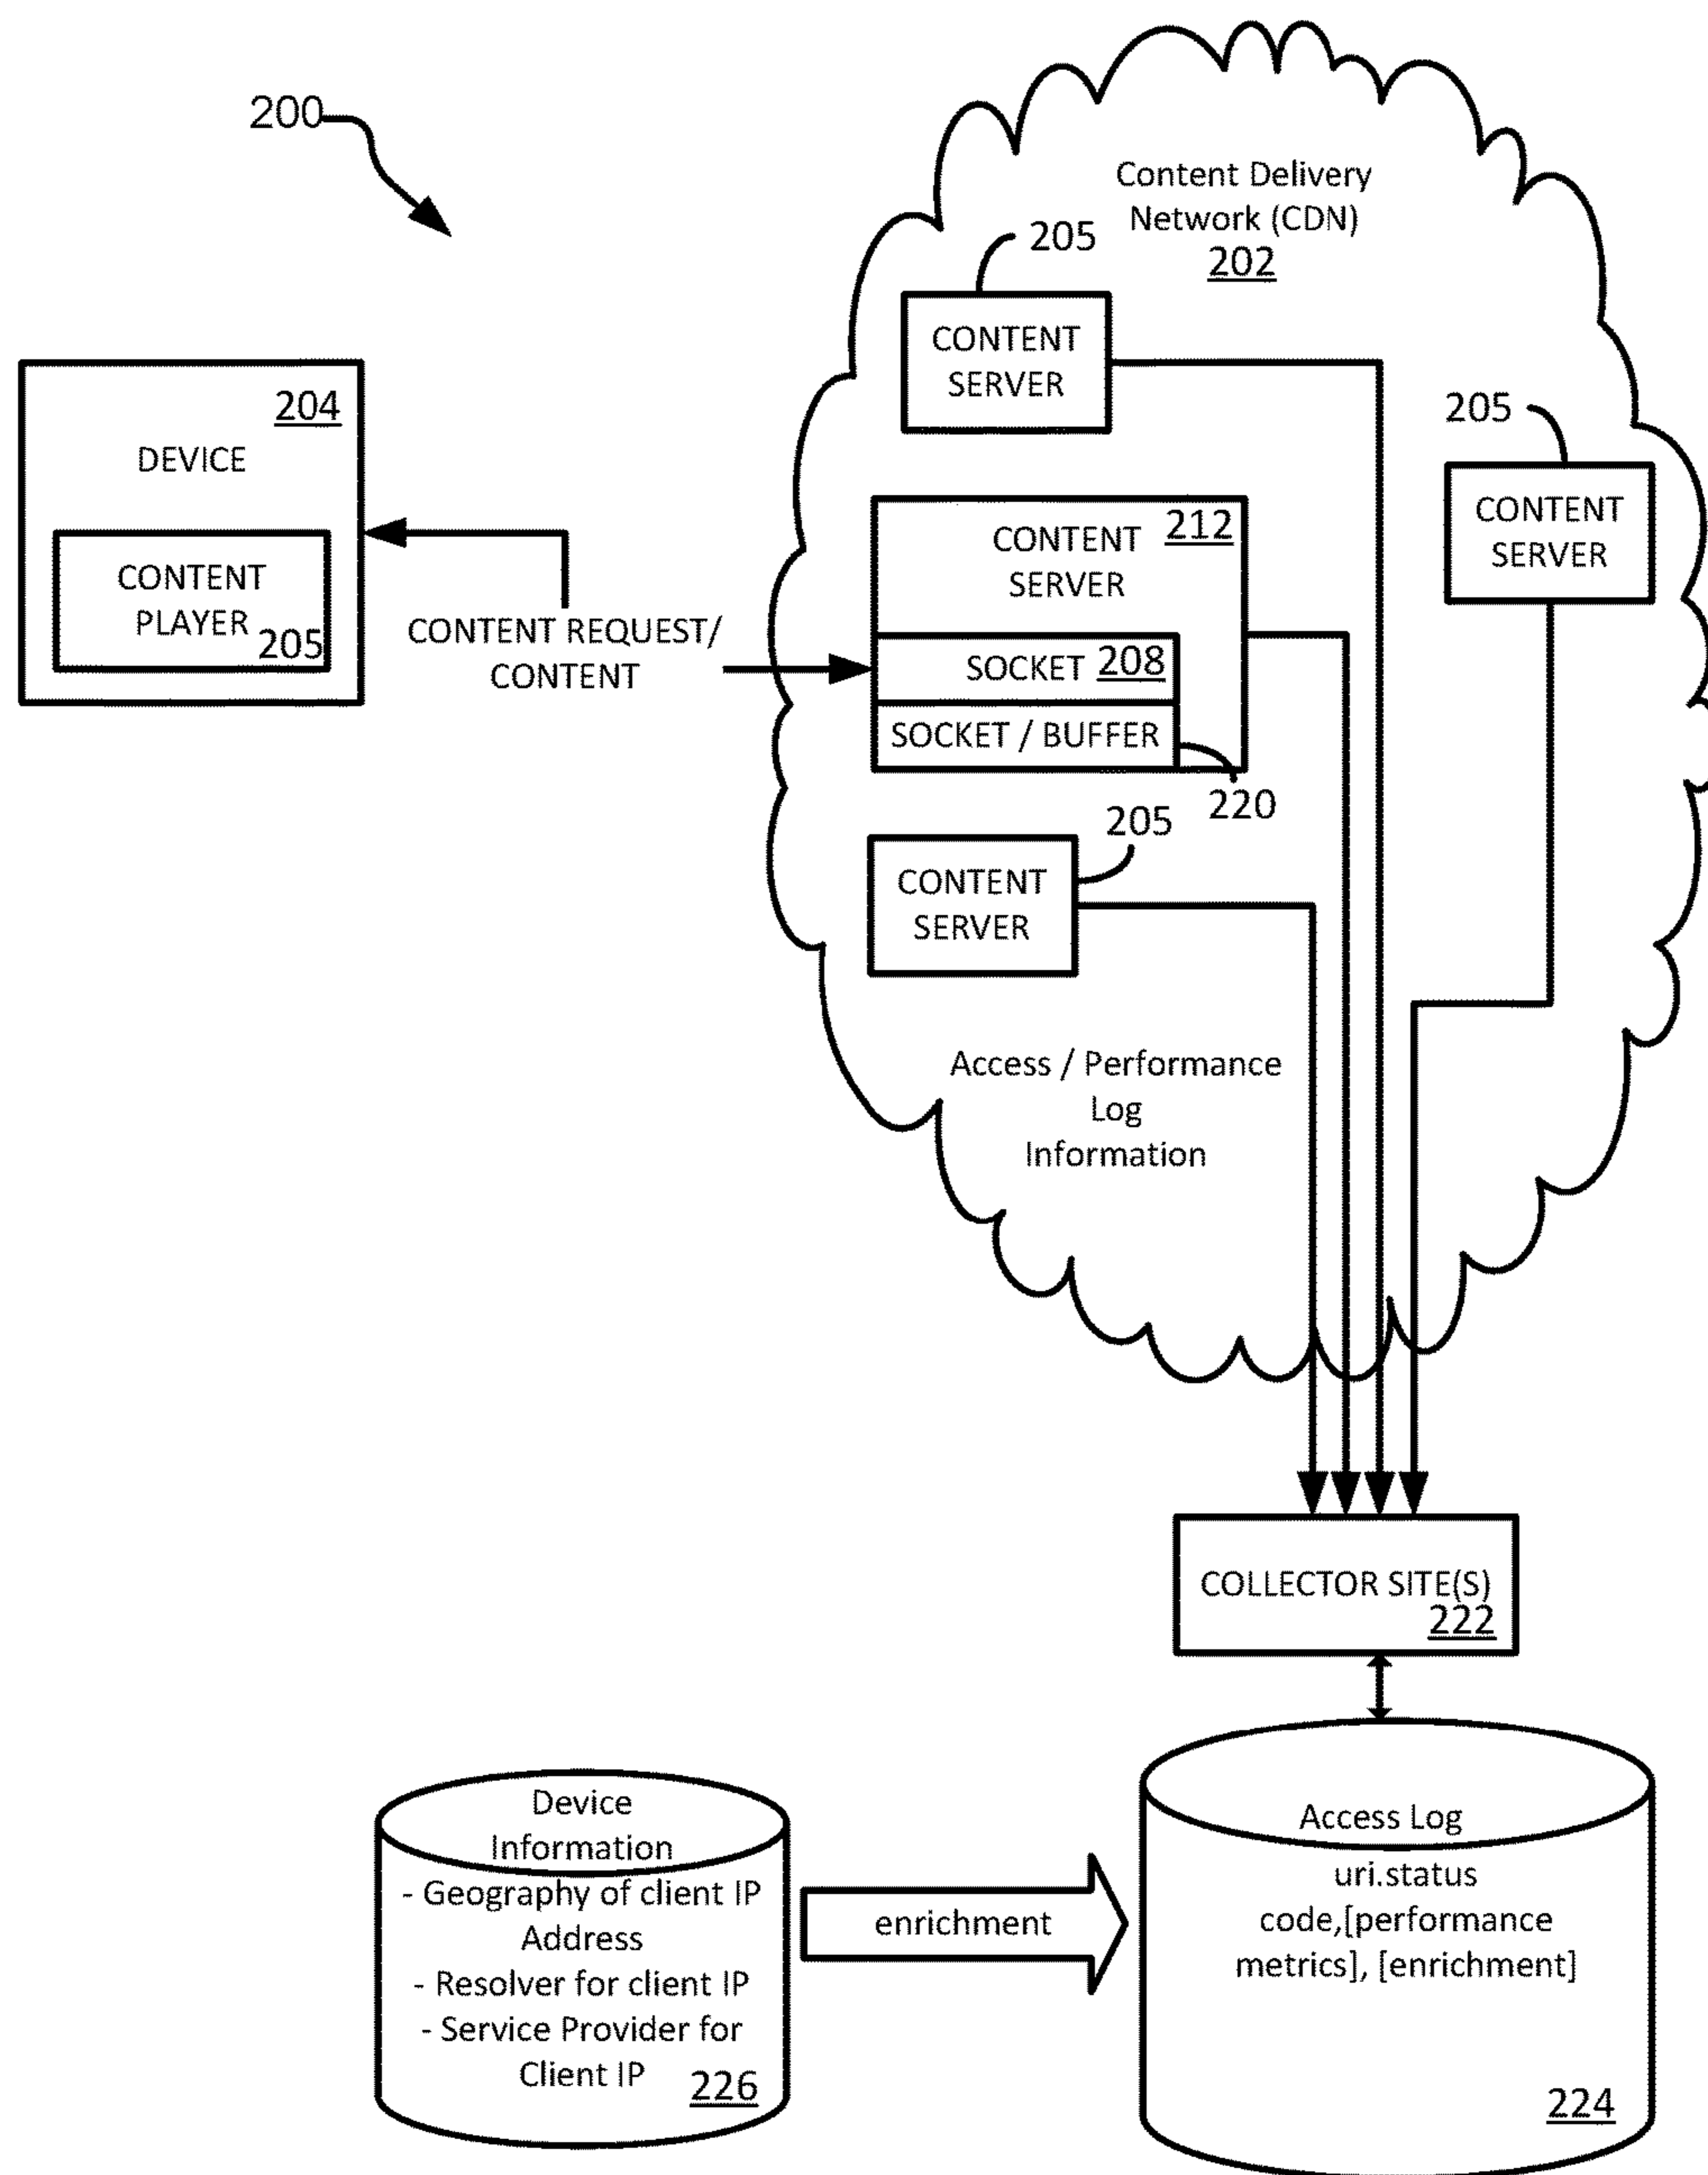 200
Content Delivery
Network (CDN)
202
205
CONTENT
SERVER
204
DEVICE
CONTENT
PLAYER
205
CONTENT REQUEST/
CONTENT
205
CONTENT
SERVER
212
CONTENT
SERVER
SOCKET 208
SOCKET / BUFFER
220
205
CONTENT
SERVER
Access / Performance
Log
Information
COLLECTOR SITE(S)
222
Device
Information
- Geography of client IP
Address
- Resolver for client IP
- Service Provider for
Client IP
226
enrichment
Access Log
uri.status
code,[performance
metrics], [enrichment]
224